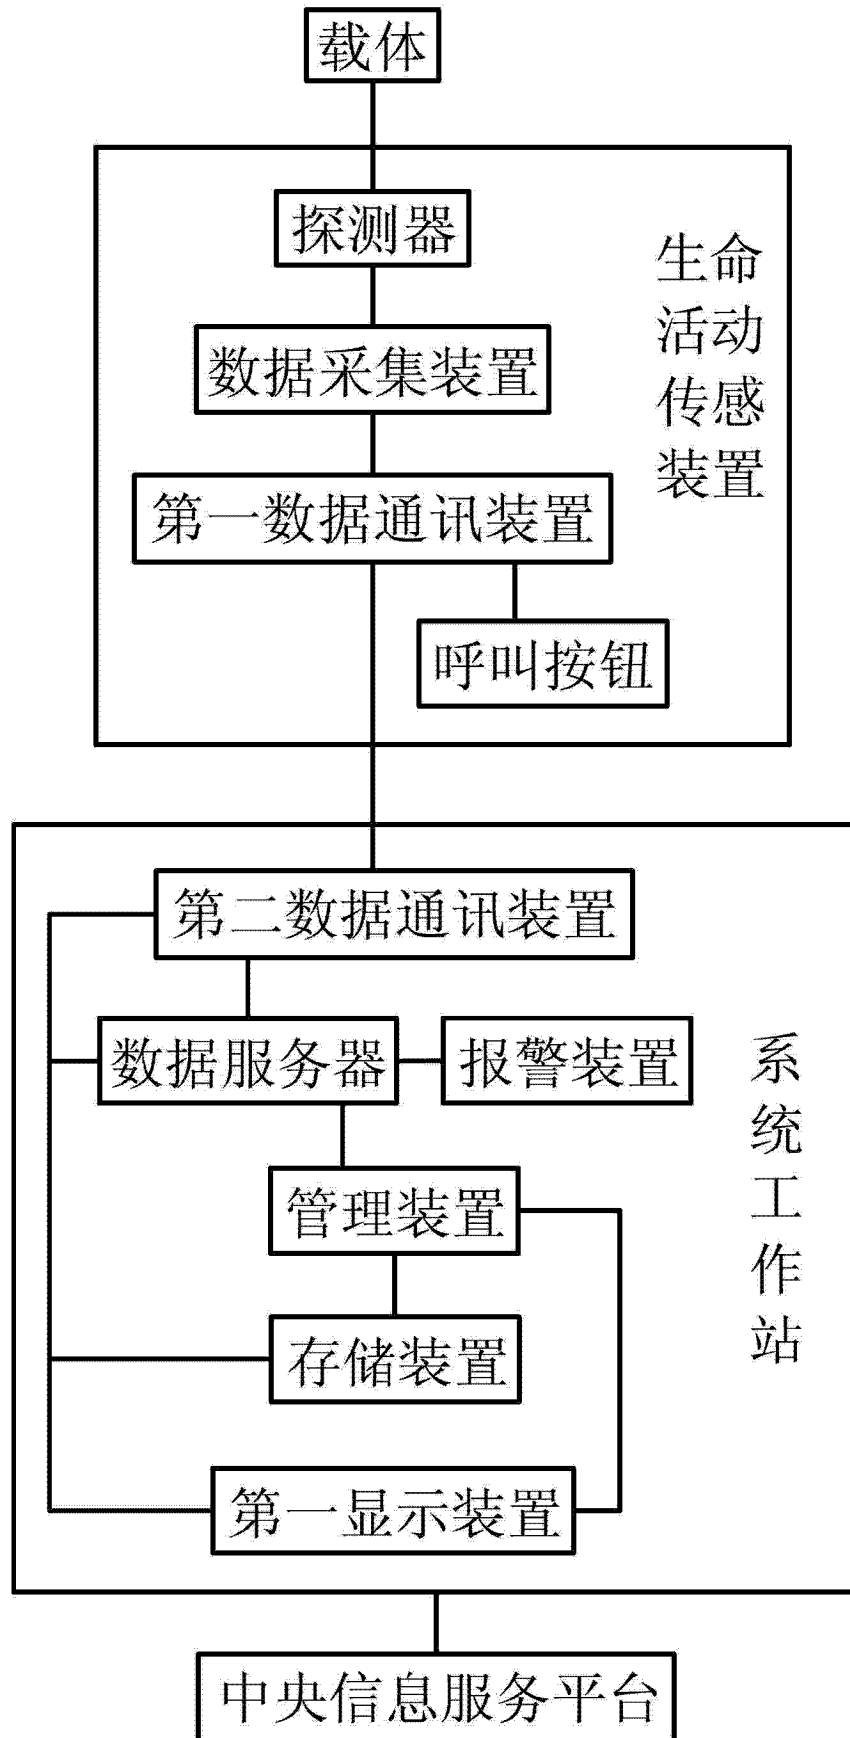 载体
探测器
生命
活动
传感
装置
数据采集装置
第一数据通讯装置
呼叫按钮
第二数据通讯装置
数据服务器
报警装置
系统工作站
管理装置
存储装置
第一显示装置
中央信息服务平台